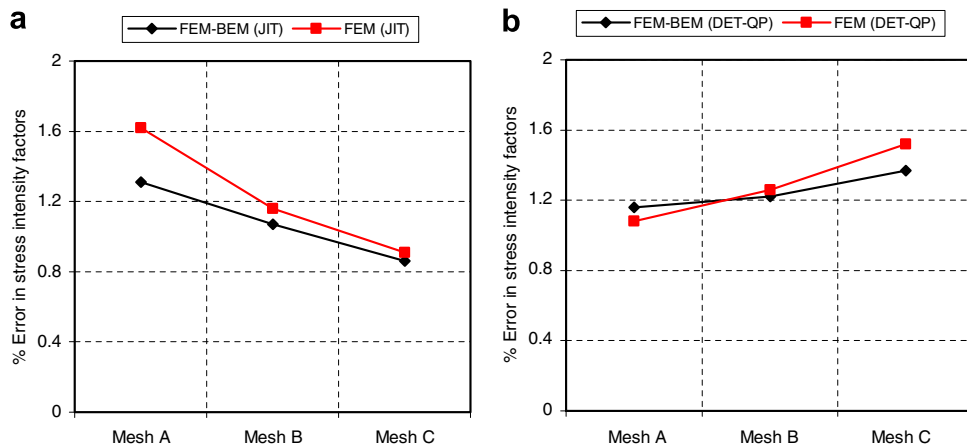 a
FEM-BEM (JIT) FEM (JIT)
% Error in stress intensity factors
2
1.6
1.2
0.8
0.4
0
Mesh A Mesh B Mesh C
b
FEM-BEM (DET-QP) FEM (DET-QP)
% Error in stress intensity factors
2
1.6
1.2
0.8
0.4
0
Mesh A Mesh B Mesh C